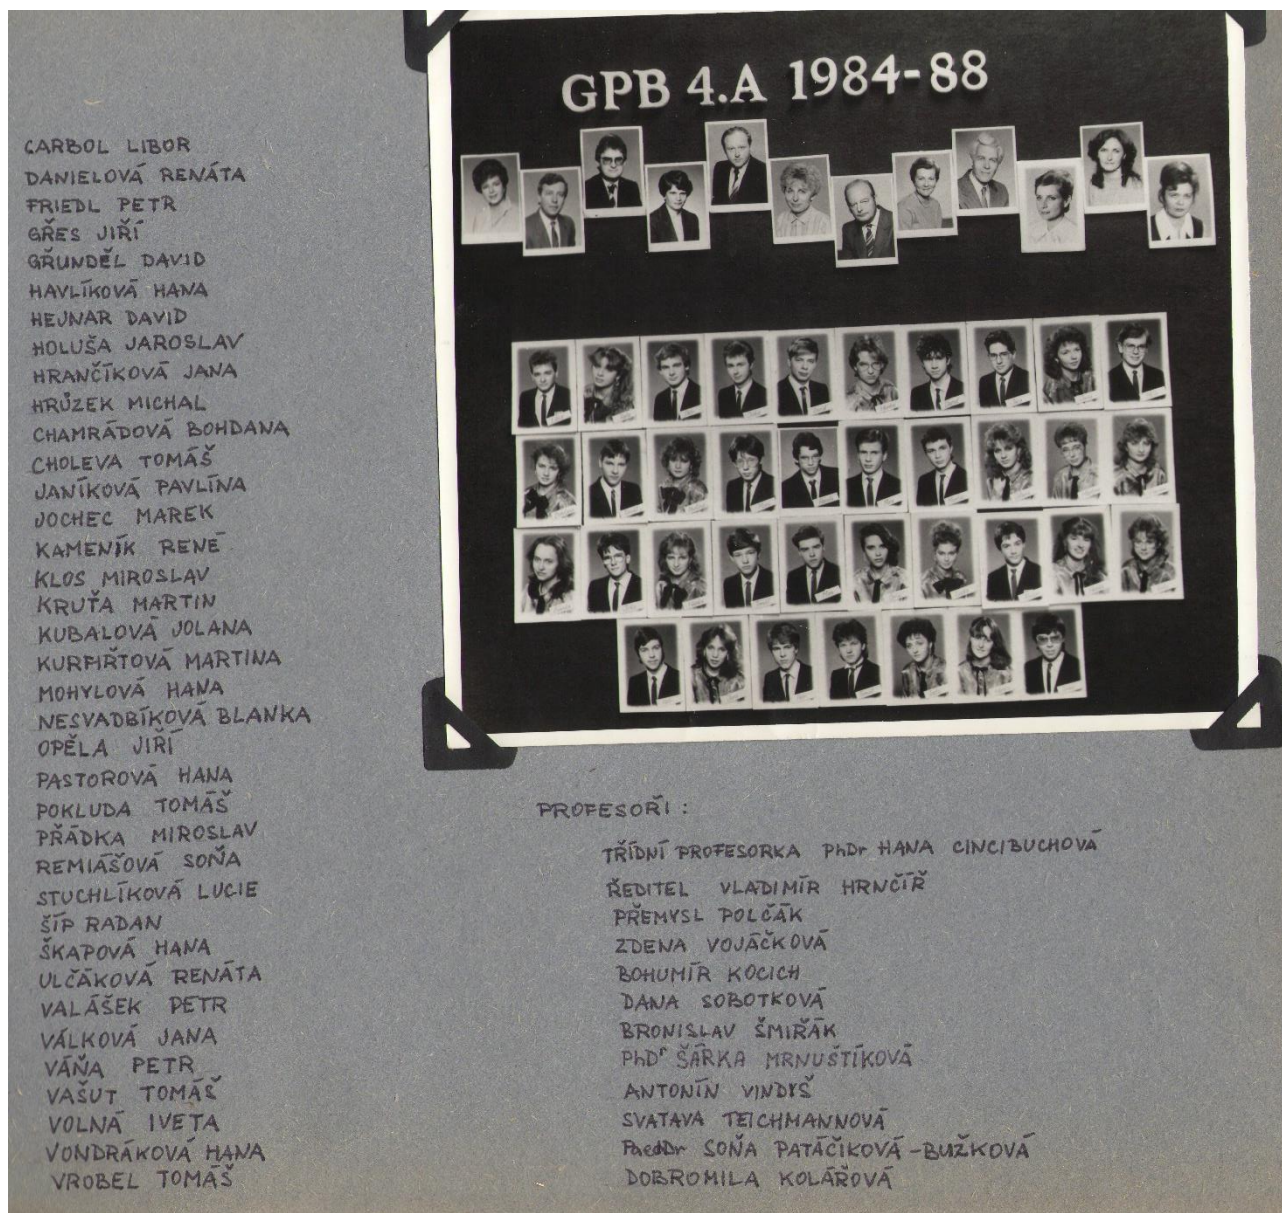 GPB 4.A 1984-88
CARBOL LIBOR
DANIELOVÁ RENÁTA
FRIEDL PETR
GŘES JIŘÍ
GŘUNDĚL DAVID
HAVLÍKOVÁ HANA
HEJNAR DAVID
HOLUŠA JAROSLAV
HRANČÍKOVÁ JANA
HRŮZEK MICHAL
CHAMRÁDOVÁ BOHDANA
CHOLEVA TOMÁŠ
JANÍKOVÁ PAVLÍNA
JOCHEC MAREK
KAMENÍK RENÉ
KLOS MIROSLAV
KRUŤA MARTIN
KUBALOVÁ JOLANA
KURFIŘTOVÁ MARTINA
MOHYLOVÁ HANA
NESVADBÍKOVÁ BLANKA
OPĚLA JIŘÍ
PASTOROVÁ HANA
POKLUDA TOMÁŠ
PŘÁDKA MIROSLAV
REMIÁŠOVÁ SOŇA
STUCHLÍKOVÁ LUCIE
ŠÍP RADAN
ŠKAPOVÁ HANA
ULČÁKOVÁ RENÁTA
VALÁŠEK PETR
VÁLKOVÁ JANA
VÁŇA PETR
VAŠUT TOMÁŠ
VOLNÁ IVETA
VONDRÁKOVÁ HANA
VROBEL TOMÁŠ
PROFESOŘI :
TŘÍDNÍ PROFESORKA PhDr HANA CINCIBUCHOVÁ
ŘEDITEL VLADIMÍR HRNČÍŘ
PŘEMYSL POLČÁK
ZDENA VOJÁČKOVÁ
BOHUMÍR KOCICH
DANA SOBOTKOVÁ
BRONISLAV ŠMIŘÁK
PhDr ŠÁRKA MRNUŠTÍKOVÁ
ANTONÍN VINDYŠ
SVATAVA TEICHMANNOVÁ
PaedDr SOŇA PATÁČIKOVÁ-BUŽKOVÁ
DOBROMILA KOLÁŘOVÁ